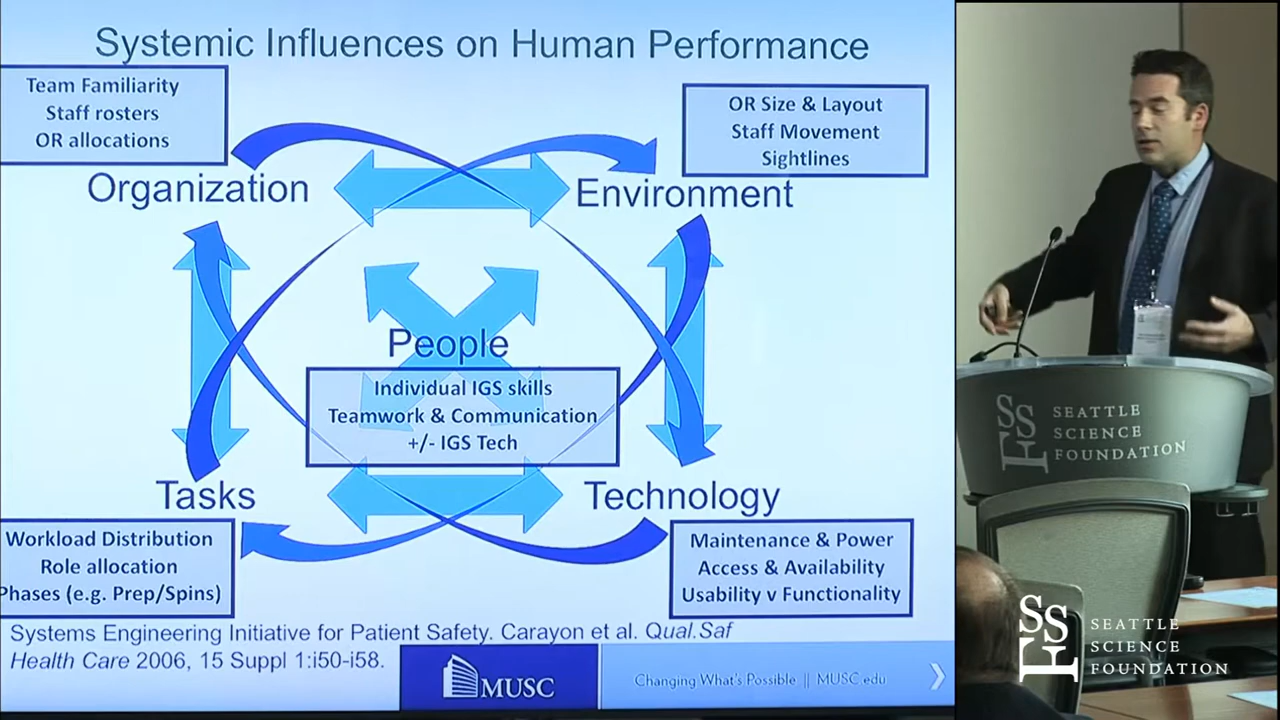 Systemic Influences on Human Performance
Team Familiarity
Staff rosters
OR allocations
OR Size & Layout
Staff Movement
Sightlines
Organization
Environment
People
Individual IGS skills
Teamwork & Communication
+/- IGS Tech
Tasks
Technology
Workload Distribution
Role allocation
Phases (e.g. Prep/Spins)
Maintenance & Power
Access & Availability
Usability v Functionality
Systems Engineering Initiative for Patient Safety. Carayon et al. Qual.Saf
Health Care 2006, 15 Suppl 1:i50-i58.
MUSC
Changing What's Possible || MUSC.edu
SSF
SEATTLE
SCIENCE
FOUNDATION
SSF
SEATTLE
SCIENCE
FOUNDATION